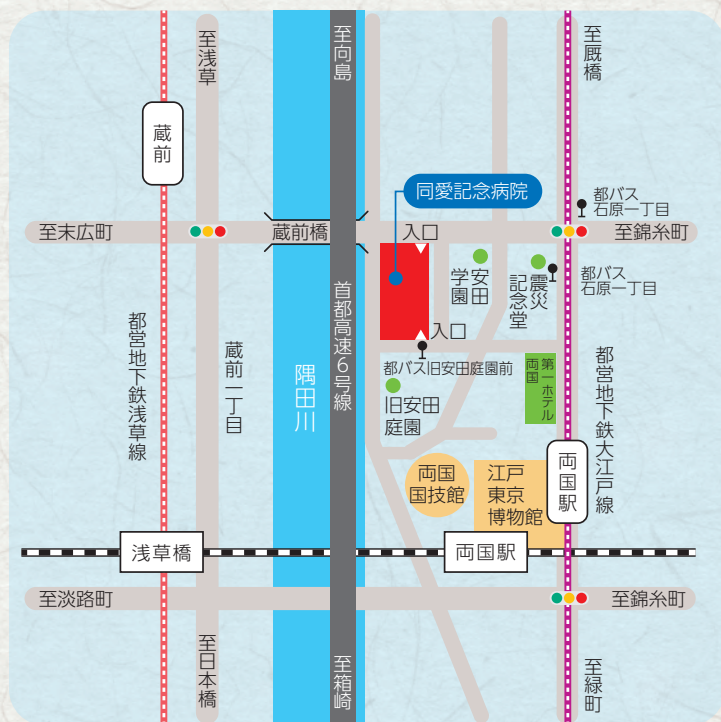 至浅草
至向島
至厩橋
蔵前
同愛記念病院
都バス
石原一丁目
至末広町
蔵前橋
入口
至錦糸町
安田
学園
震災
記念堂
都バス
石原一丁目
首都高速6号線
入口
都バス旧安田庭園前
都営地下鉄浅草線
蔵前一丁目
隅田川
旧安田
庭園
第一ホテル
両国
都営地下鉄大江戸線
両国
国技館
江戸
東京
博物館
両国駅
浅草橋
両国駅
至淡路町
至錦糸町
至日本橋
至箱崎
至緑町